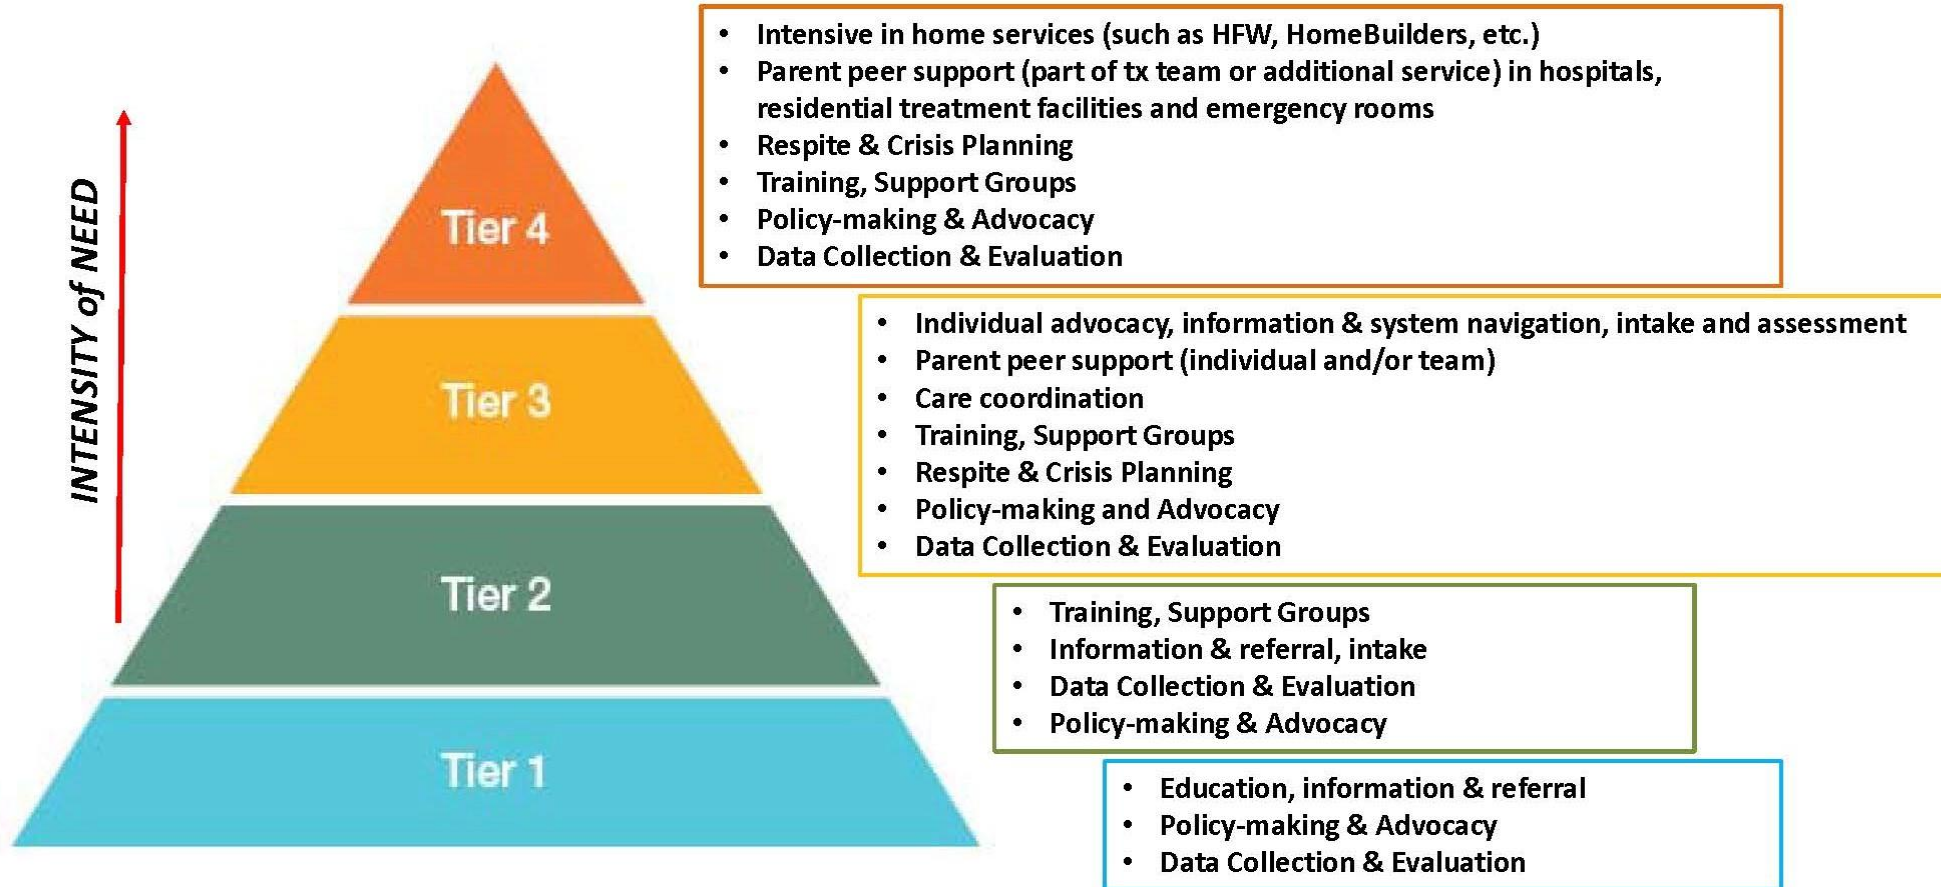 INTENSITY of NEED
Tier 4
• Intensive in home services (such as HFW, HomeBuilders, etc.)
• Parent peer support (part of tx team or additional service) in hospitals,
residential treatment facilities and emergency rooms
• Respite & Crisis Planning
• Training, Support Groups
• Policy-making & Advocacy
• Data Collection & Evaluation
Tier 3
• Individual advocacy, information & system navigation, intake and assessment
• Parent peer support (individual and/or team)
• Care coordination
• Training, Support Groups
• Respite & Crisis Planning
• Policy-making and Advocacy
• Data Collection & Evaluation
Tier 2
• Training, Support Groups
• Information & referral, intake
• Data Collection & Evaluation
• Policy-making & Advocacy
Tier 1
• Education, information & referral
• Policy-making & Advocacy
• Data Collection & Evaluation